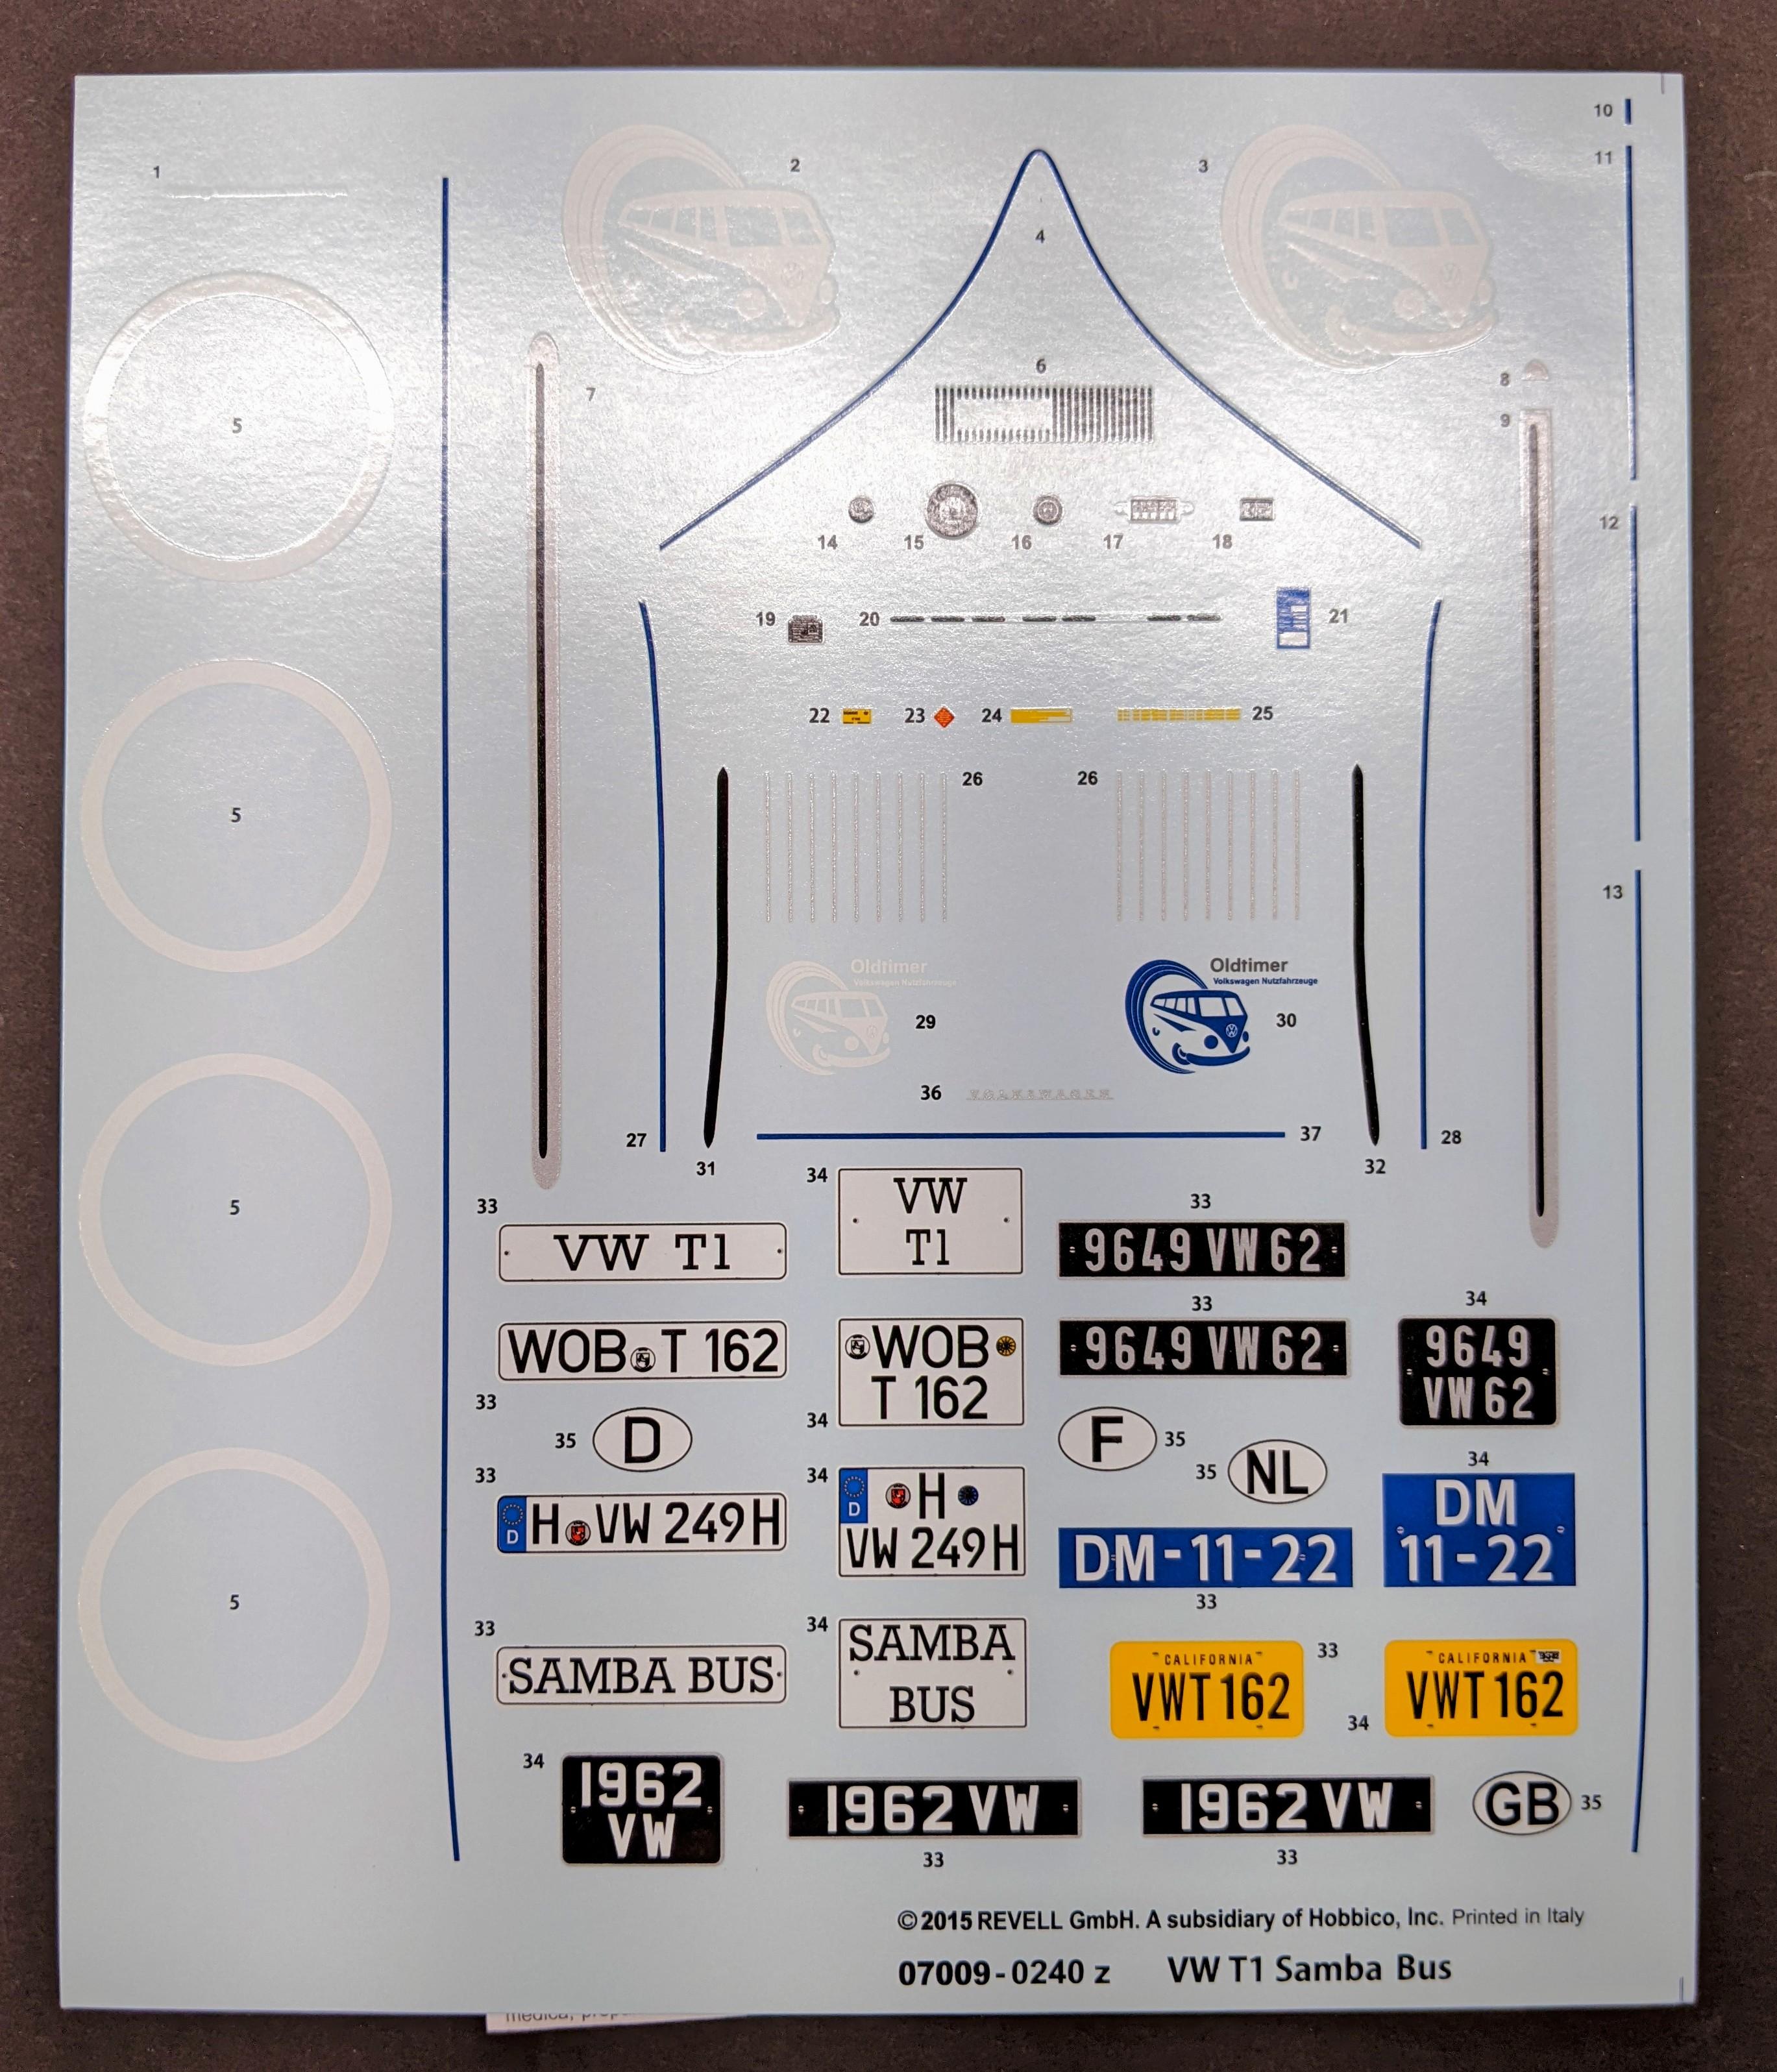 10
1
2
3
11
4
5
6
7
8
9
12
14
15
16
17
18
19
20
21
22
23
24
25
5
26
26
13
Oldtimer
Volkswagen Nutzfahrzeuge
29
Oldtimer
Volkswagen Nutzfahrzeuge
30
36
VOLKSWAGEN
27
37
28
31
32
5
33
VW T1
34
VW
T1
33
9649 VW 62
33
9649 VW 62
34
9649
VW 62
WOB T 162
33
WOB
T 162
34
35
D
F
35
35
NL
33
D
H VW 249 H
34
D
H
VW 249 H
DM-11-22
33
34
DM
11-22
5
33
SAMBA BUS
34
SAMBA
BUS
CALIFORNIA
VWT 162
33
34
CALIFORNIA
VWT 162
34
1962
VW
1962 VW
33
1962 VW
33
GB
35
©2015 REVELL GmbH. A subsidiary of Hobbico, Inc. Printed in Italy
07009-0240 z VW T1 Samba Bus